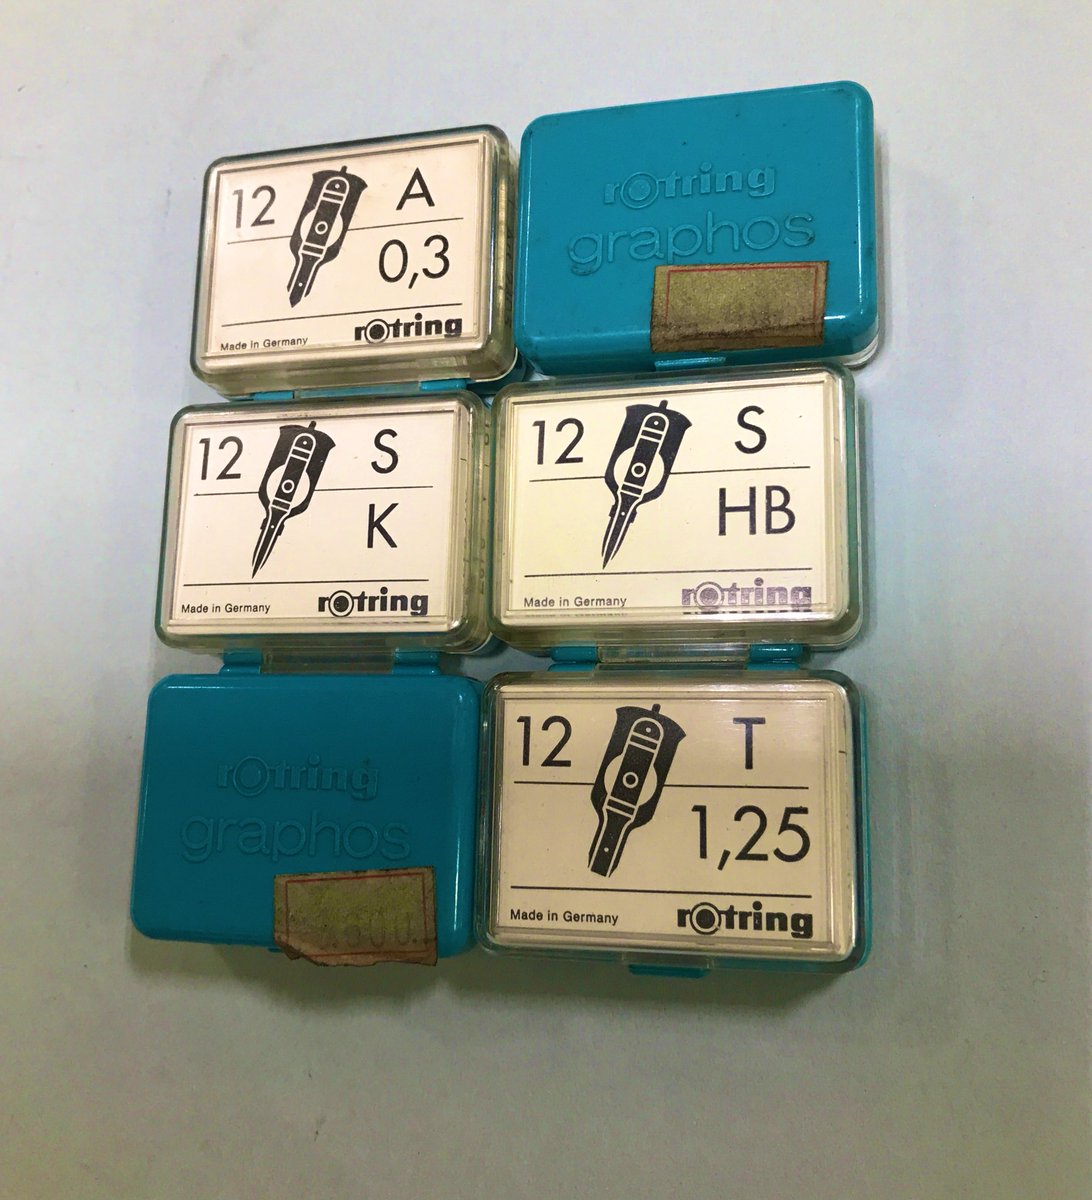 12 A
0,3
Made in Germany rotring
rotring
graphos
12 S
K
Made in Germany rotring
12 S
HB
Made in Germany rotring
rotring
graphos
12 T
1,25
Made in Germany rotring